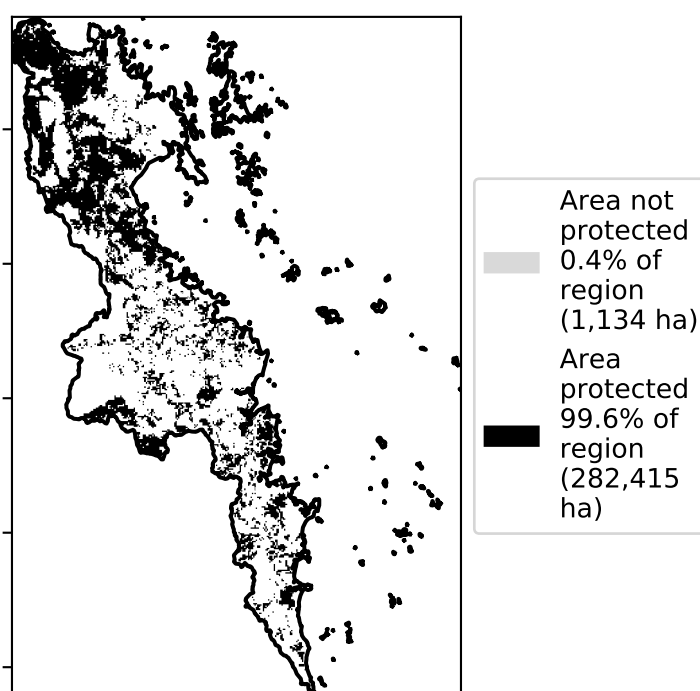 Area not
protected
0.4% of
region
(1,134 ha)
Area
protected
99.6% of
region
(282,415
ha)